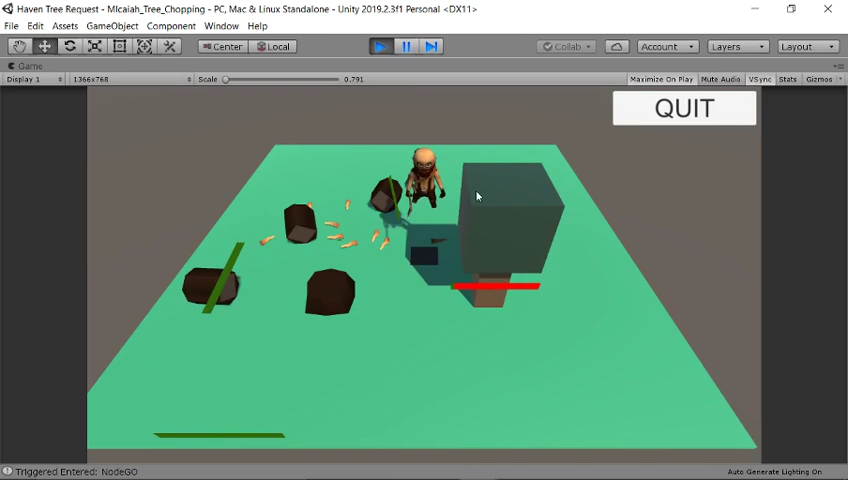 Haven Tree Request - MIcaiah_Tree_Chopping - PC, Mac & Linux Standalone - Unity 2019.2.3f1 Personal <DX11>
File Edit Assets GameObject Component Window Help
Center Local Collab Account Layers Layout
Game
Display 1 1366x768 Scale 0.791 Maximize On Play Mute Audio VSync Stats Gizmos
QUIT
Triggered Entered: NodeGO Auto Generate Lighting On